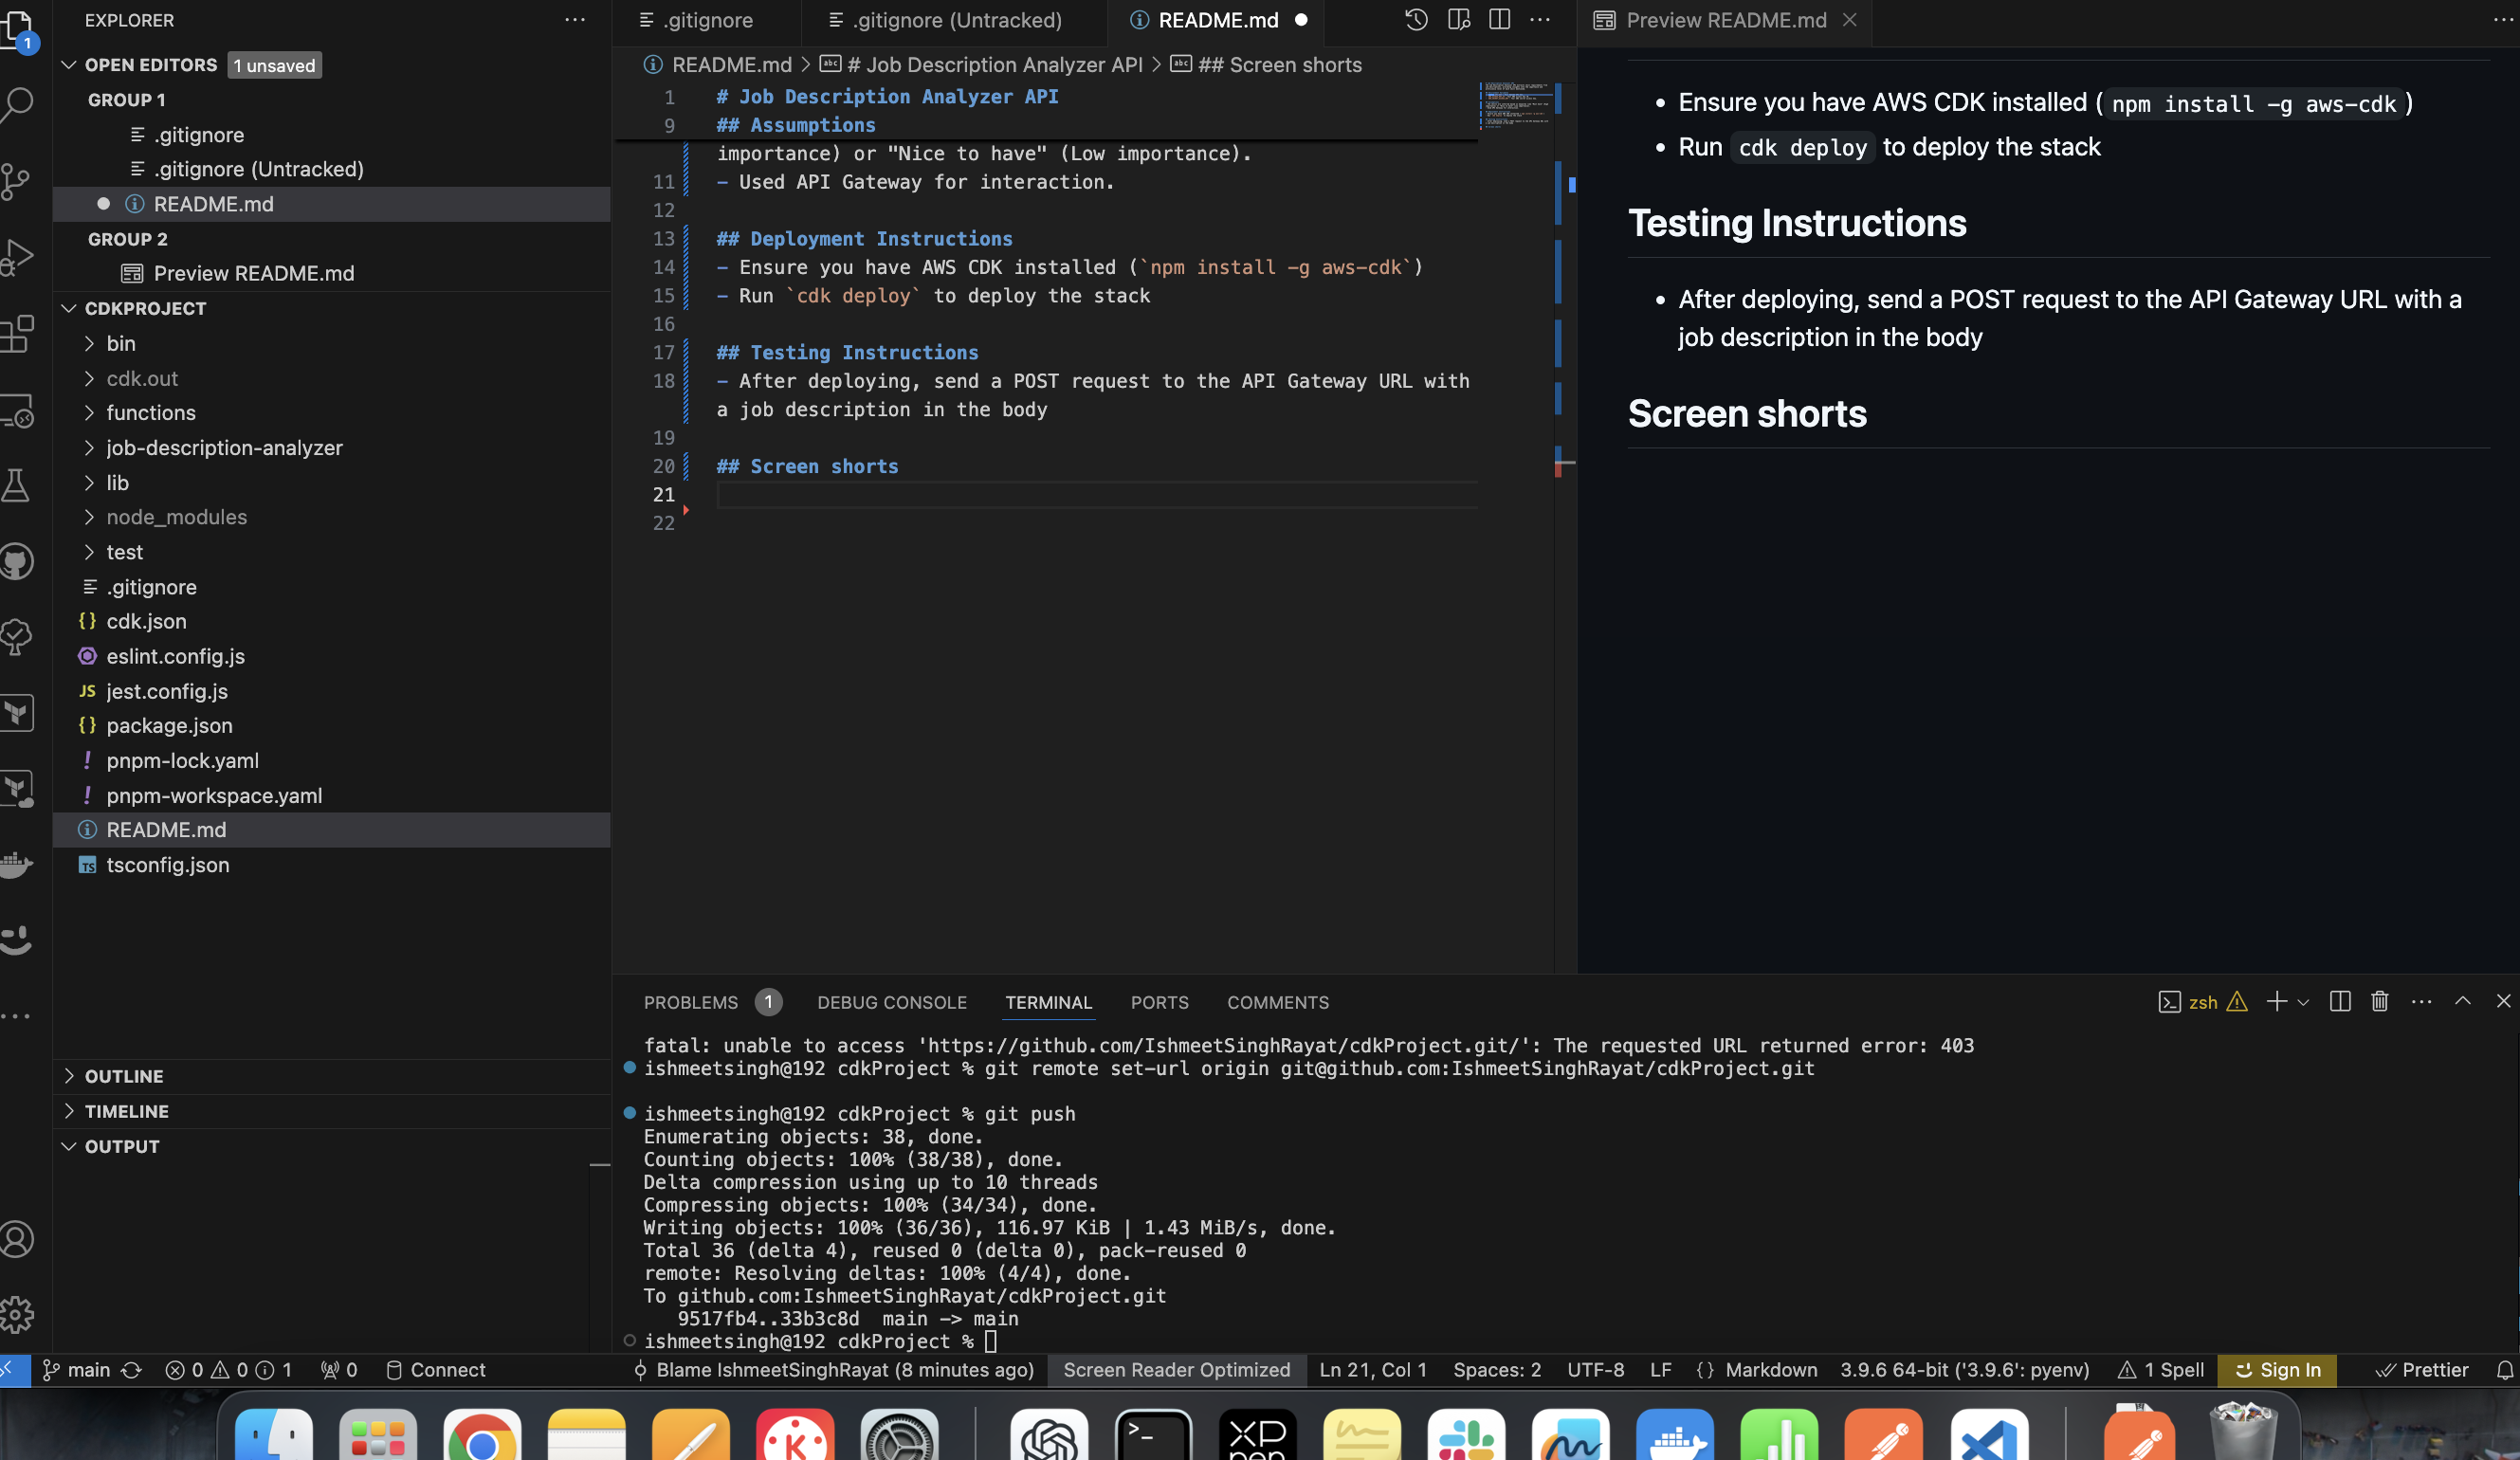 EXPLORER
OPEN EDITORS 1 unsaved
GROUP 1
.gitignore
.gitignore (Untracked)
README.md
GROUP 2
Preview README.md
CDKPROJECT
bin
cdk.out
functions
job-description-analyzer
lib
node_modules
test
.gitignore
cdk.json
eslint.config.js
JS jest.config.js
package.json
pnpm-lock.yaml
pnpm-workspace.yaml
README.md
TS tsconfig.json
OUTLINE
TIMELINE
OUTPUT
1
.gitignore
.gitignore (Untracked)
README.md
README.md > # Job Description Analyzer API > ## Screen shorts
1 # Job Description Analyzer API
9 ## Assumptions
importance) or "Nice to have" (Low importance).
11 - Used API Gateway for interaction.
12
13 ## Deployment Instructions
14 - Ensure you have AWS CDK installed (`npm install -g aws-cdk`)
15 - Run `cdk deploy` to deploy the stack
16
17 ## Testing Instructions
18 - After deploying, send a POST request to the API Gateway URL with
a job description in the body
19
20 ## Screen shorts
21
22
Preview README.md
• Ensure you have AWS CDK installed (npm install -g aws-cdk)
• Run cdk deploy to deploy the stack
Testing Instructions
• After deploying, send a POST request to the API Gateway URL with a
job description in the body
Screen shorts
PROBLEMS 1 DEBUG CONSOLE TERMINAL PORTS COMMENTS
zsh
fatal: unable to access 'https://github.com/IshmeetSinghRayat/cdkProject.git/': The requested URL returned error: 403
ishmeetsingh@192 cdkProject % git remote set-url origin git@github.com:IshmeetSinghRayat/cdkProject.git
ishmeetsingh@192 cdkProject % git push
Enumerating objects: 38, done.
Counting objects: 100% (38/38), done.
Delta compression using up to 10 threads
Compressing objects: 100% (34/34), done.
Writing objects: 100% (36/36), 116.97 KiB | 1.43 MiB/s, done.
Total 36 (delta 4), reused 0 (delta 0), pack-reused 0
remote: Resolving deltas: 100% (4/4), done.
To github.com:IshmeetSinghRayat/cdkProject.git
9517fb4..33b3c8d main -> main
ishmeetsingh@192 cdkProject %
main 0 0 1 0 Connect Blame IshmeetSinghRayat (8 minutes ago) Screen Reader Optimized Ln 21, Col 1 Spaces: 2 UTF-8 LF {} Markdown 3.9.6 64-bit ('3.9.6': pyenv) 1 Spell Sign In Prettier
K
XP
pen